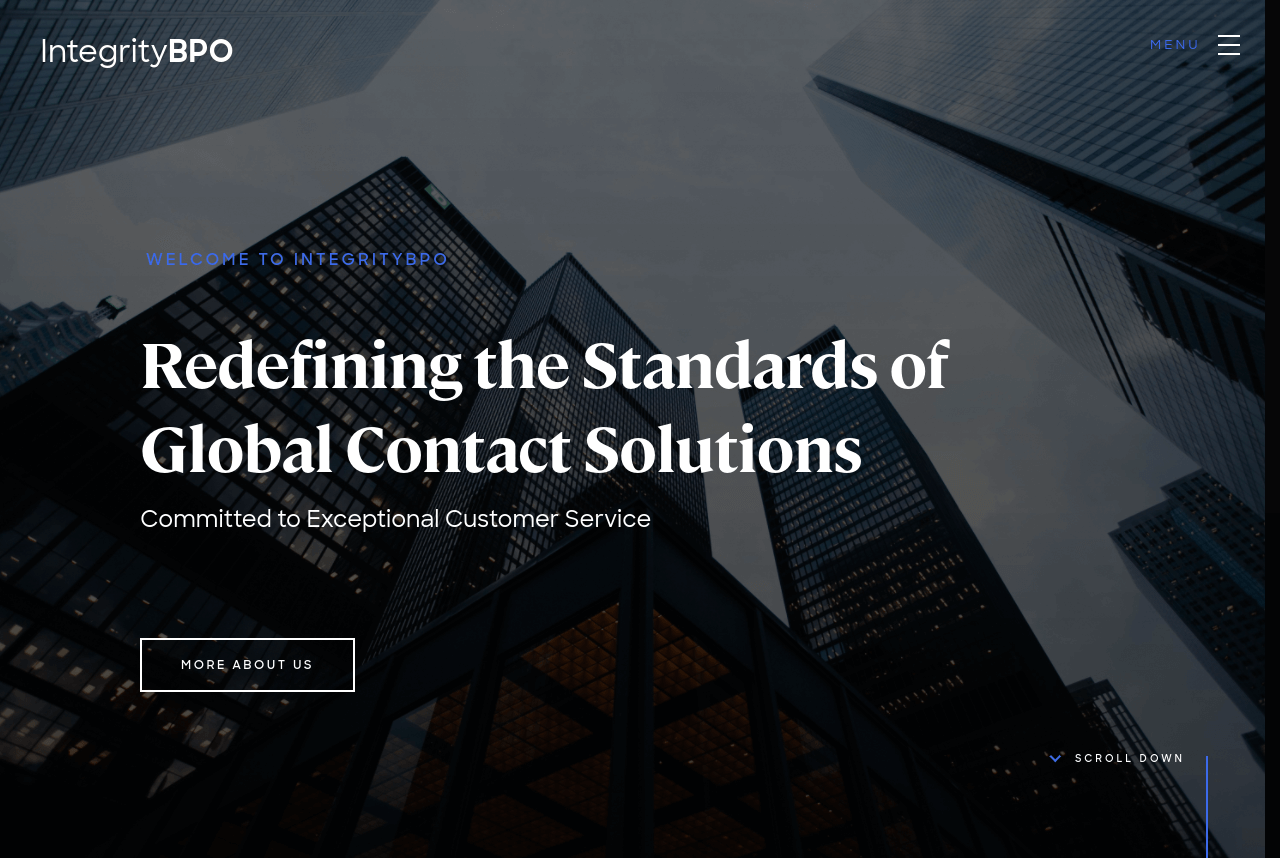 IntegrityBPO
MENU
WELCOME TO INTEGRITYBPO
Redefining the Standards of
Global Contact Solutions
Committed to Exceptional Customer Service
MORE ABOUT US
SCROLL DOWN